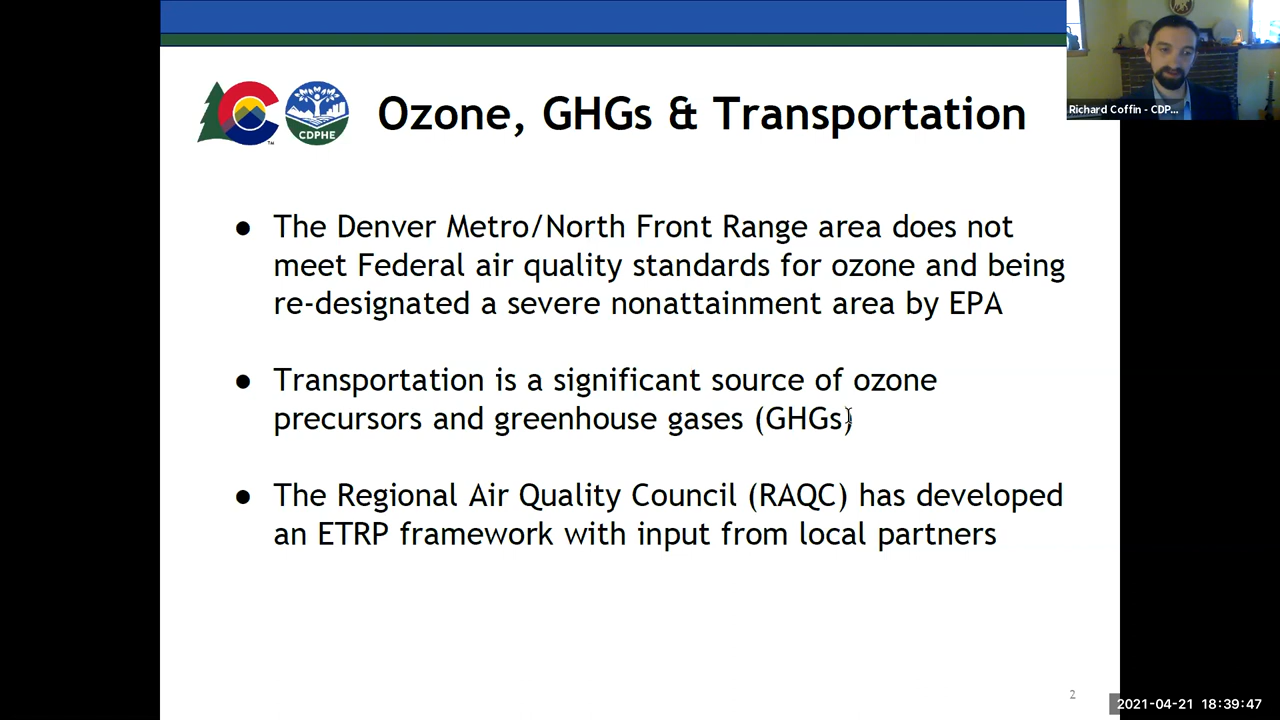 Ozone, GHGs & Transportation
CDPHE
TM
Richard Coffin - CDP...
● The Denver Metro/North Front Range area does not
meet Federal air quality standards for ozone and being
re-designated a severe nonattainment area by EPA
● Transportation is a significant source of ozone
precursors and greenhouse gases (GHGs)
● The Regional Air Quality Council (RAQC) has developed
an ETRP framework with input from local partners
2
2021-04-21 18:39:47